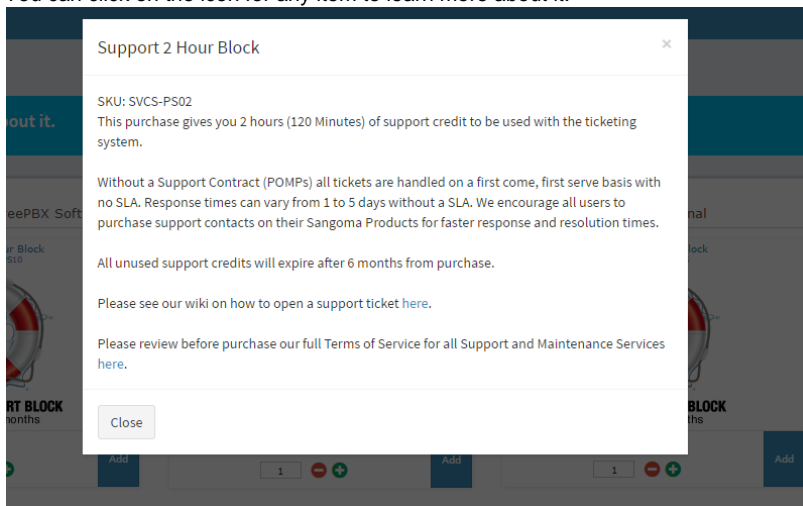 You can click on the icon for any item to learn more about it.
Support 2 Hour Block
×
SKU: SVCS-PS02
This purchase gives you 2 hours (120 Minutes) of support credit to be used with the ticketing
system.
Without a Support Contract (POMPs) all tickets are handled on a first come, first serve basis with
no SLA. Response times can vary from 1 to 5 days without a SLA. We encourage all users to
purchase support contacts on their Sangoma Products for faster response and resolution times.
All unused support credits will expire after 6 months from purchase.
Please see our wiki on how to open a support ticket here.
Please review before purchase our full Terms of Service for all Support and Maintenance Services
here.
Close
out it.
eePBX Soft
nal
ur Block
PS10
lock
RT BLOCK
months
BLOCK
ths
Add
1
Add
1
Add